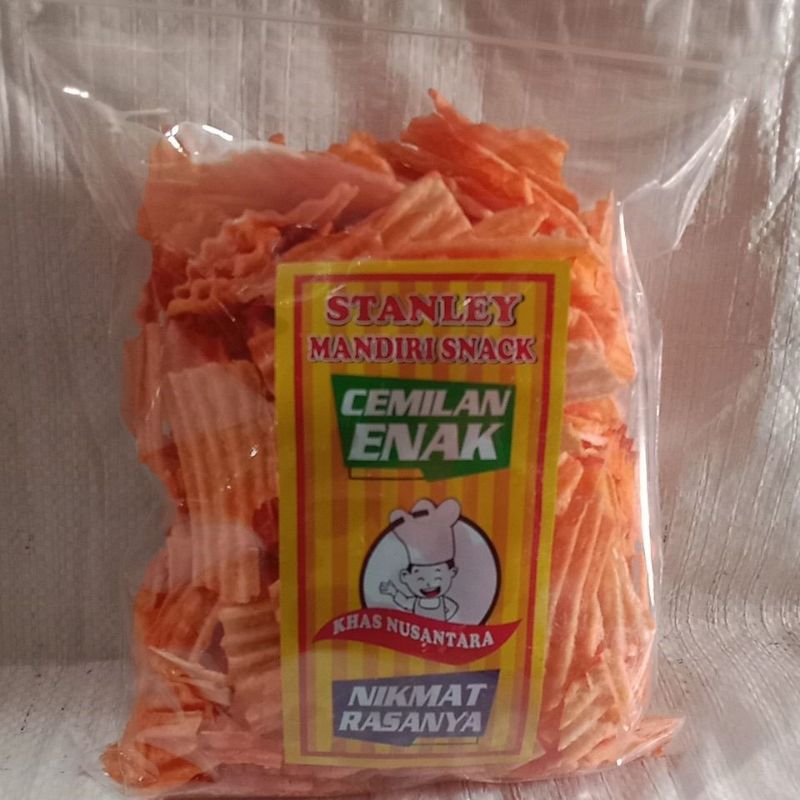 STANLEY
MANDIRI SNACK
CEMILAN
ENAK
KHAS NUSANTARA
NIKMAT
RASANYA